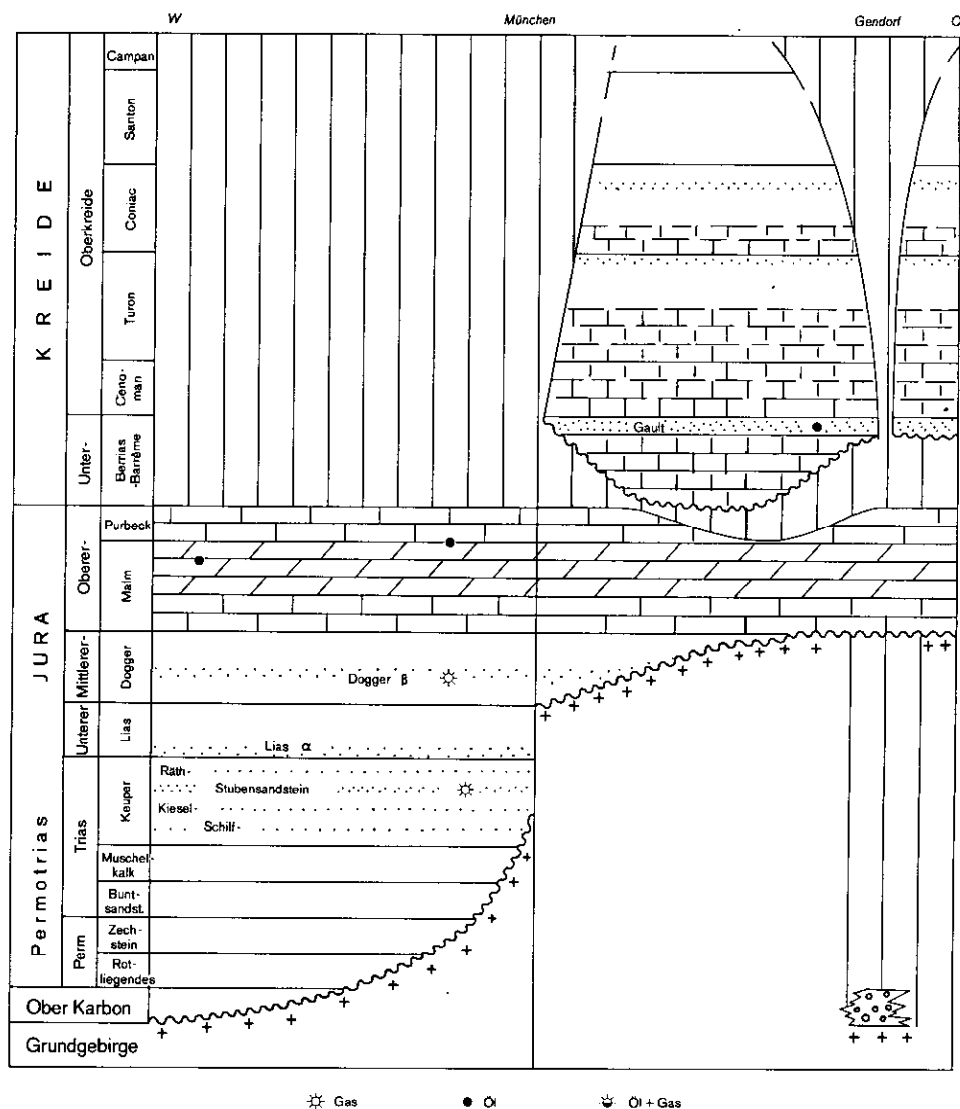 W München Gendorf O
KREIDE
Oberkreide
Campan
Santon
Coniac
Turon
Ceno-
man
Gault
Unter-
Berrias
-Barrême
JURA
Oberer-
Purbeck
Malm
Mittlerer-
Dogger
Dogger β
Unterer
Lias
Lias α
Permotrias
Trias
Keuper
Rät-
Stubensandstein
Kiesel-
Schilf-
Muschel-
kalk
Bunt-
sandst.
Perm
Zech-
stein
Rot-
liegendes
Ober Karbon
Grundgebirge
Gas Öl Öl + Gas